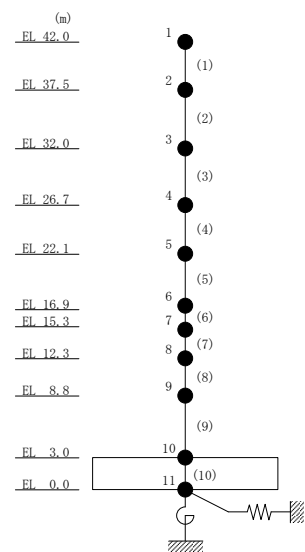 (m)
EL 42.0 1
(1)
EL 37.5 2
(2)
EL 32.0 3
(3)
EL 26.7 4
(4)
EL 22.1 5
(5)
EL 16.9 6
(6)
EL 15.3 7
(7)
EL 12.3 8
(8)
EL 8.8 9
(9)
EL 3.0 10
(10)
EL 0.0 11